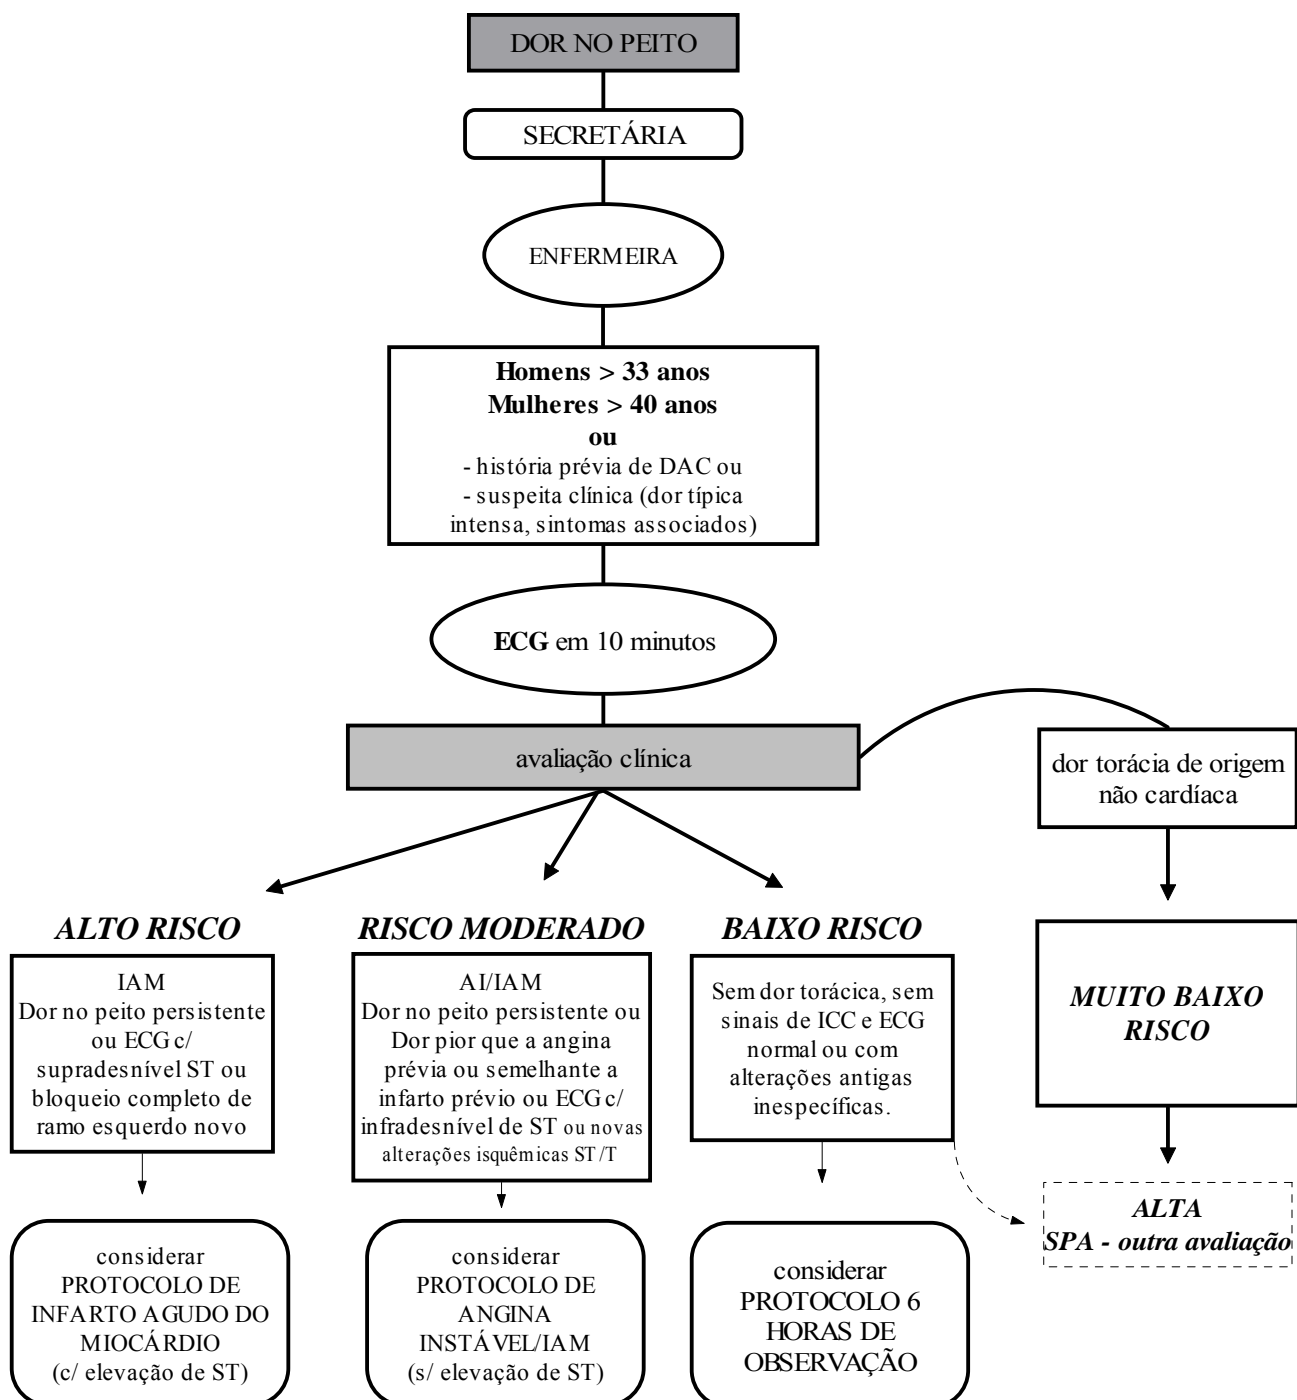 DOR NO PEITO
SECRETÁRIA
ENFERMEIRA
Homens > 33 anos
Mulheres > 40 anos
ou
- história prévia de DAC ou
- suspeita clínica (dor típica
intensa, sintomas associados)
ECG em 10 minutos
avaliação clínica
dor torácia de origem
não cardíaca
ALTO RISCO
IAM
Dor no peito persistente
ou ECG c/
supradesnível ST ou
bloqueio completo de
ramo esquerdo novo
considerar
PROTOCOLO DE
INFARTO AGUDO DO
MIOCÁRDIO
(c/ elevação de ST)
RISCO MODERADO
AI/IAM
Dor no peito persistente ou
Dor pior que a angina
prévia ou semelhante a
infarto prévio ou ECG c/
infradesnível de ST ou novas
alterações isquêmicas ST/T
considerar
PROTOCOLO DE
ANGINA
INSTÁVEL/IAM
(s/ elevação de ST)
BAIXO RISCO
Sem dor torácica, sem
sinais de ICC e ECG
normal ou com
alterações antigas
inespecíficas.
considerar
PROTOCOLO 6
HORAS DE
OBSERVAÇÃO
MUITO BAIXO
RISCO
ALTA
SPA - outra avaliação